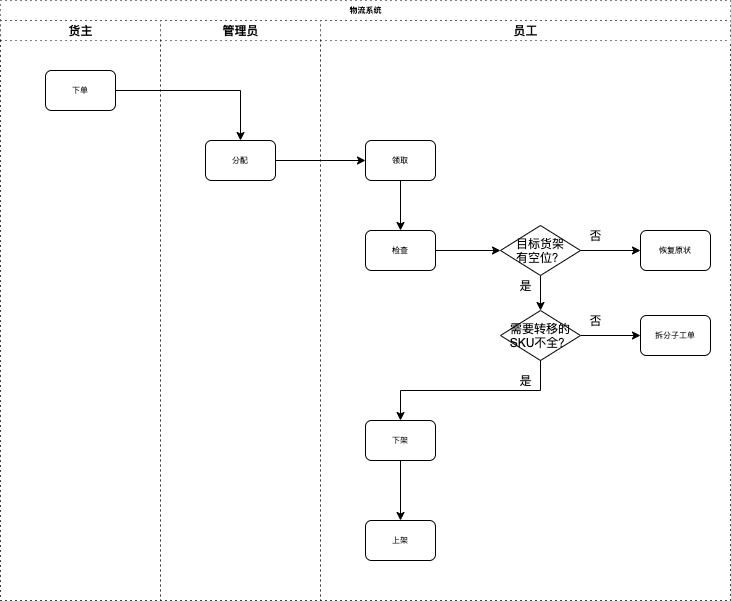 物流系统
货主
管理员
员工
下单
分配
领取
检查
目标货架
有空位?
否
恢复原状
是
需要转移的
SKU不全?
否
拆分子工单
是
下架
上架